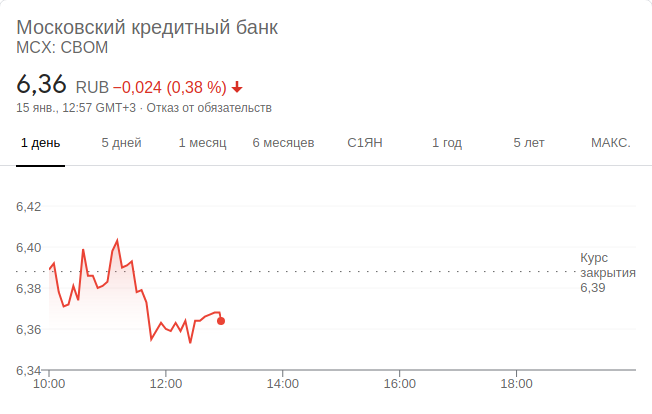 Московский кредитный банк
MCX: CBOM
6,36 RUB −0,024 (0,38 %)
15 янв., 12:57 GMT+3 · Отказ от обязательств
1 день 5 дней 1 месяц 6 месяцев С1ЯН 1 год 5 лет МАКС.
6,42
6,40
6,38
6,36
6,34
Курс
закрытия
6,39
10:00 12:00 14:00 16:00 18:00